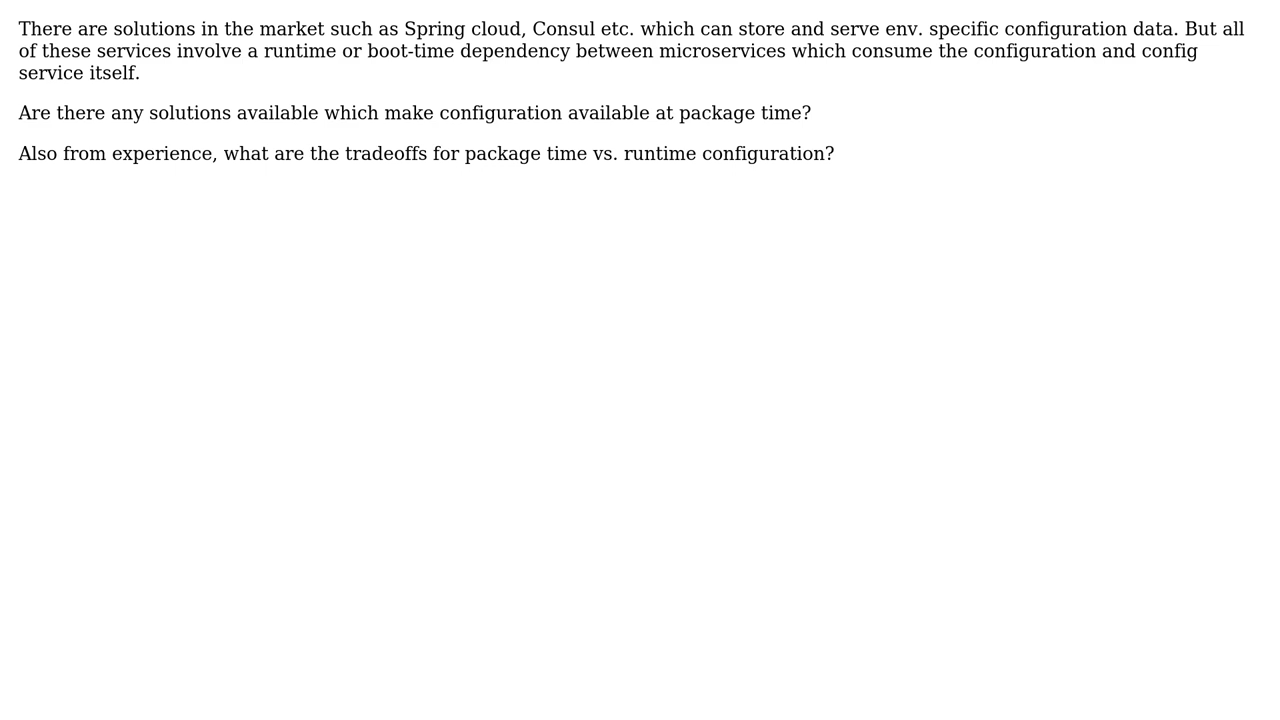 There are solutions in the market such as Spring cloud, Consul etc. which can store and serve env. specific configuration data. But all
of these services involve a runtime or boot-time dependency between microservices which consume the configuration and config
service itself.
Are there any solutions available which make configuration available at package time?
Also from experience, what are the tradeoffs for package time vs. runtime configuration?